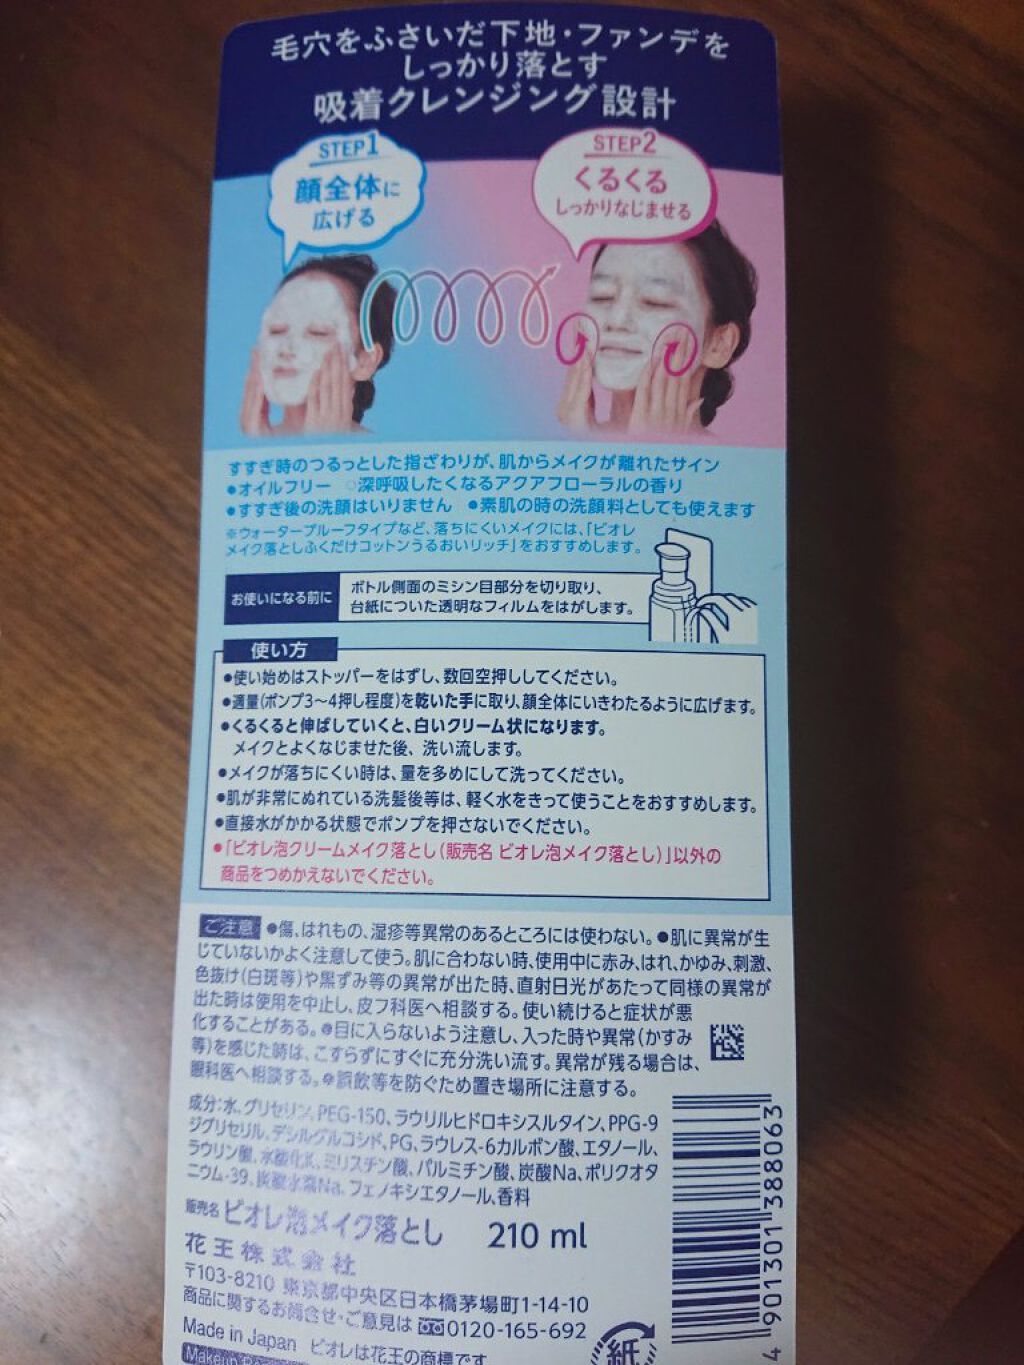 毛穴をふさいだ下地・ファンデを
しっかり落とす
吸着クレンジング設計
STEP1
顔全体に
広げる
STEP2
くるくる
しっかりなじませる
すすぎ時のつるっとした指ざわりが、肌からメイクが離れたサイン
●オイルフリー ○深呼吸したくなるアクアフローラルの香り
●すすぎ後の洗顔はいりません ●素肌の時の洗顔料としても使えます
※ウォータープルーフタイプなど、落ちにくいメイクには、「ビオレ
メイク落としふくだけコットンうるおいリッチ」をおすすめします。
お使いになる前に
ボトル側面のミシン目部分を切り取り、
台紙についた透明なフィルムをはがします。
使い方
●使い始めはストッパーをはずし、数回空押ししてください。
●適量(ポンプ3〜4押し程度)を乾いた手に取り、顔全体にいきわたるように広げます。
●くるくると伸ばしていくと、白いクリーム状になります。
メイクとよくなじませた後、洗い流します。
●メイクが落ちにくい時は、量を多めにして洗ってください。
●肌が非常にぬれている洗髪後等は、軽く水をきって使うことをおすすめします。
●直接水がかかる状態でポンプを押さないでください。
●「ビオレ泡クリームメイク落とし(販売名 ビオレ泡メイク落とし)」以外の
商品をつめかえないでください。
ご注意 ●傷、はれもの、湿疹等異常のあるところには使わない。●肌に異常が生
じていないかよく注意して使う。肌に合わない時、使用中に赤み、はれ、かゆみ、刺激、
色抜け(白斑等)や黒ずみ等の異常が出た時、直射日光があたって同様の異常が
出た時は使用を中止し、皮フ科医へ相談する。使い続けると症状が悪
化することがある。●目に入らないよう注意し、入った時や異常(かすみ
等)を感じた時は、こすらずにすぐに充分洗い流す。異常が残る場合は、
眼科医へ相談する。●誤飲等を防ぐため置き場所に注意する。
成分:水、グリセリン、PEG-150、ラウリルヒドロキシスルタイン、PPG-9
ジグリセリル、デシルグルコシド、PG、ラウレス-6カルボン酸、エタノール、
ラウリン酸、水酸化K、ミリスチン酸、パルミチン酸、炭酸Na、ポリクオタ
ニウム-39、炭酸水素Na、フェノキシエタノール、香料
販売名 ビオレ泡メイク落とし 210 ml
花王株式会社
〒103-8210 東京都中央区日本橋茅場町1-14-10
商品に関するお問合せ・ご意見は 0120-165-692
Made in Japan ビオレは花王の商標です
Makeup
紙
4 901301 388063